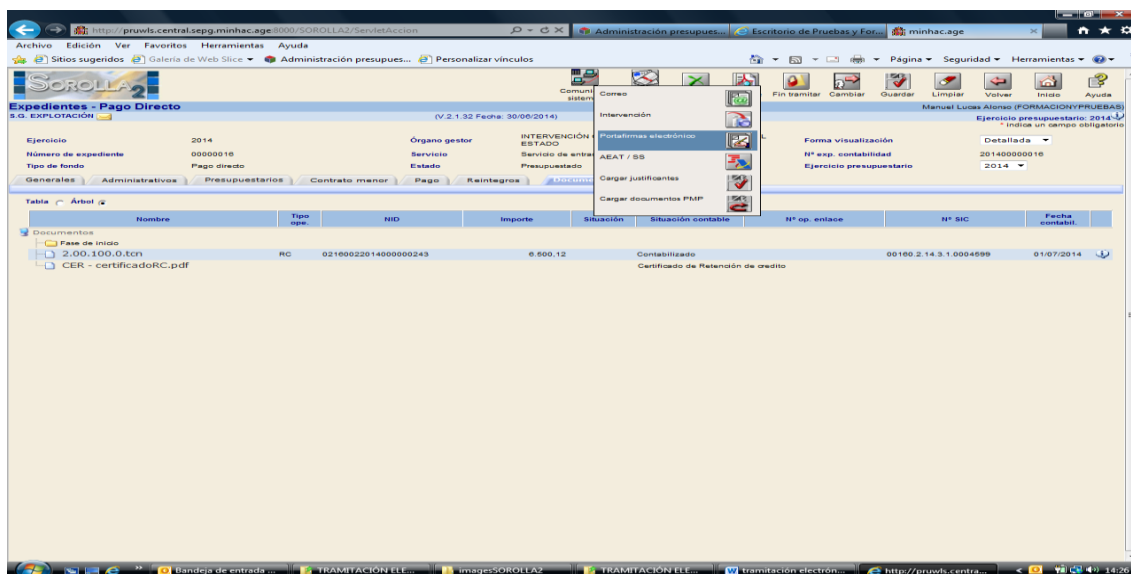 http://pruwls.central.sepg.minhac.age:8000/SOROLLA2/ServletAccion
Administración presupues...
Escritorio de Pruebas y For...
minhac.age
Archivo Edición Ver Favoritos Herramientas Ayuda
Sitios sugeridos Galería de Web Slice Administración presupues... Personalizar vínculos
Página Seguridad Herramientas
SOROLLA2
Comuni
sistem
Fin tramitar Cambiar Guardar Limpiar Volver Inicio Ayuda
Correo
Intervención
Portafirmas electrónico
AEAT / SS
Cargar justificantes
Cargar documentos PMP
Expedientes - Pago Directo
Manuel Lucas Alonso (FORMACIONYPRUEBAS)
S.G. EXPLOTACIÓN
(V.2.1.32 Fecha: 30/06/2014)
Ejercicio presupuestario: 2014
* Indica un campo obligatorio
Ejercicio 2014 Órgano gestor INTERVENCIÓN
ESTADO
Forma visualización Detallada
Número de expediente 00000016 Servicio Servicio de entra
Nº exp. contabilidad 201400000016
Tipo de fondo Pago directo Estado Presupuestado
Ejercicio presupuestario 2014
Generales Administrativos Presupuestarios Contrato menor Pago Reintegros Docum
Tabla Árbol
Nombre Tipo ope. NID Importe Situación Situación contable Nº op. enlace Nº SIC Fecha contabil.
Documentos
Fase de inicio
2.00.100.0.tcn RC 02160022014000000243 6.500,12 Contabilizado 00160.2.14.3.1.0004699 01/07/2014
CER - certificadoRC.pdf Certificado de Retención de credito
Bandeja de entrada ... TRAMITACIÓN ELE... imagesSOROLLA2 TRAMITACIÓN ELE... tramitación electrón... http://pruwls.centra... 14:26